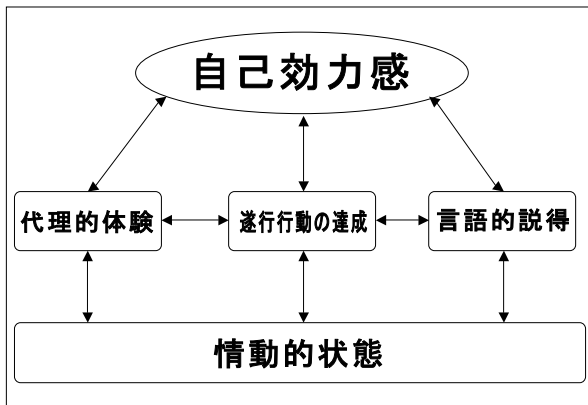 自己効力感
代理的体験
遂行行動の達成
言語的説得
情動的状態